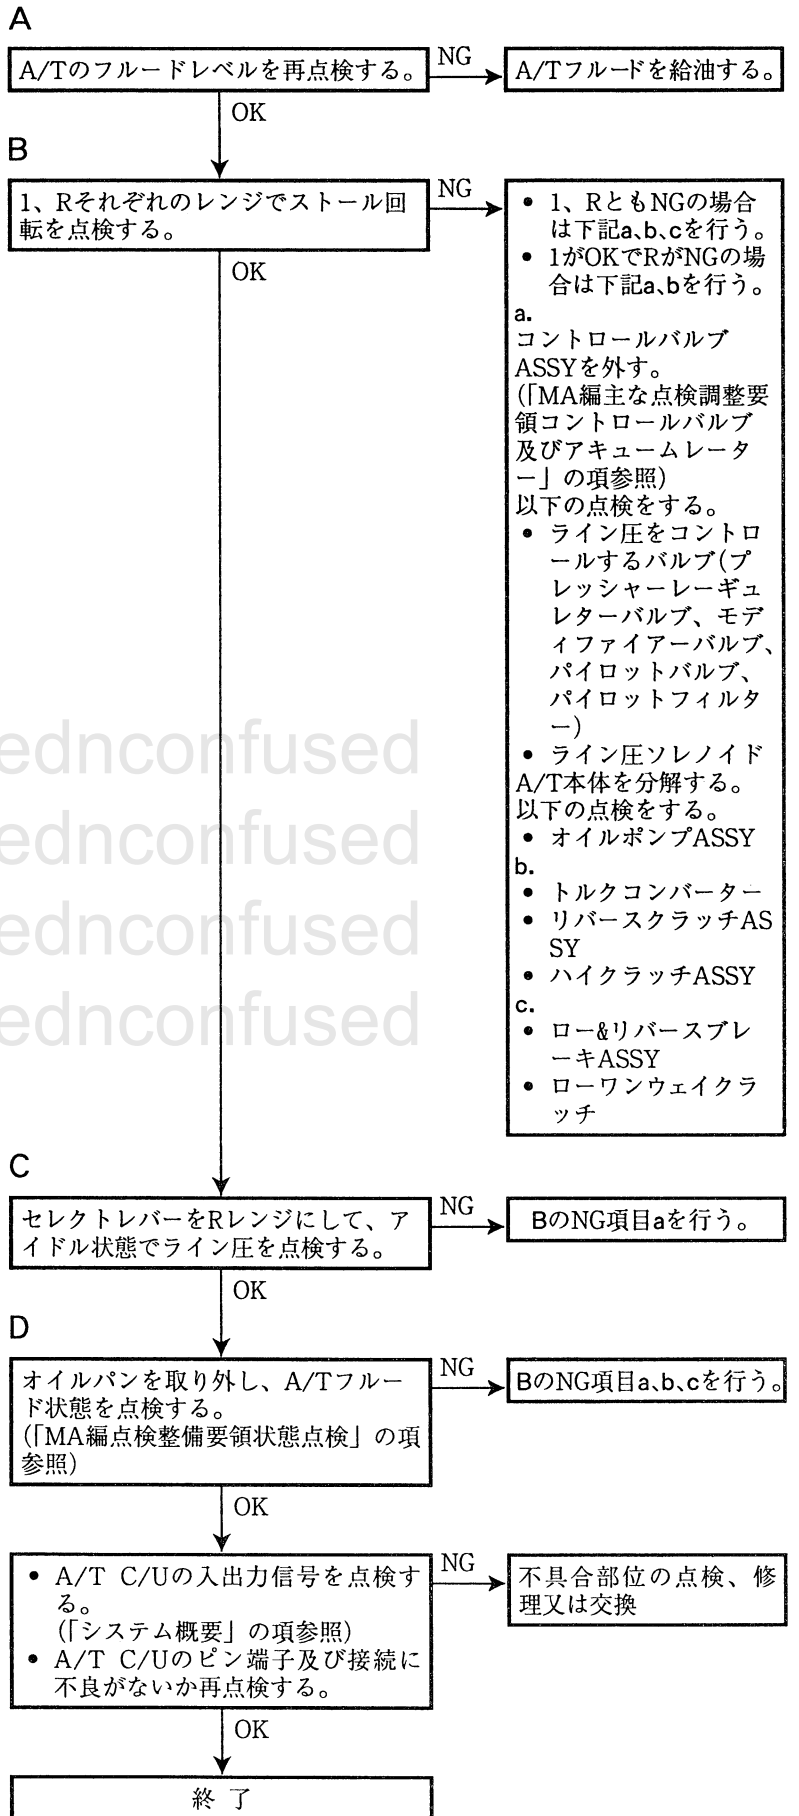 A
A/Tのフルードレベルを再点検する。
NG
A/Tフルードを給油する。
OK
B
1、Rそれぞれのレンジでストール回
転を点検する。
NG
• 1、RともNGの場合
は下記a、b、cを行う。
• 1がOKでRがNGの場
合は下記a、bを行う。
a.
コントロールバルブ
ASSYを外す。
(「MA編主な点検調整要
領コントロールバルブ
及びアキュームレータ
ー」の項参照)
以下の点検をする。
• ライン圧をコントロ
ールするバルブ(プ
レッシャーレーギュ
レターバルブ、モデ
ィファイアーバルブ、
パイロットバルブ、
パイロットフィルタ
ー)
• ライン圧ソレノイド
A/T本体を分解する。
以下の点検をする。
• オイルポンプASSY
b.
• トルクコンバーター
• リバースクラッチAS
SY
• ハイクラッチASSY
c.
• ロー&リバースブレ
ーキASSY
• ローワンウェイクラ
ッチ
OK
ednconfused
ednconfused
ednconfused
ednconfused
C
セレクトレバーをRレンジにして、ア
イドル状態でライン圧を点検する。
NG
BのNG項目aを行う。
OK
D
オイルパンを取り外し、A/Tフルー
ド状態を点検する。
(「MA編点検整備要領状態点検」の項
参照)
NG
BのNG項目a、b、cを行う。
OK
• A/T C/Uの入出力信号を点検す
る。
(「システム概要」の項参照)
• A/T C/Uのピン端子及び接続に
不良がないか再点検する。
NG
不具合部位の点検、修
理又は交換
OK
終 了